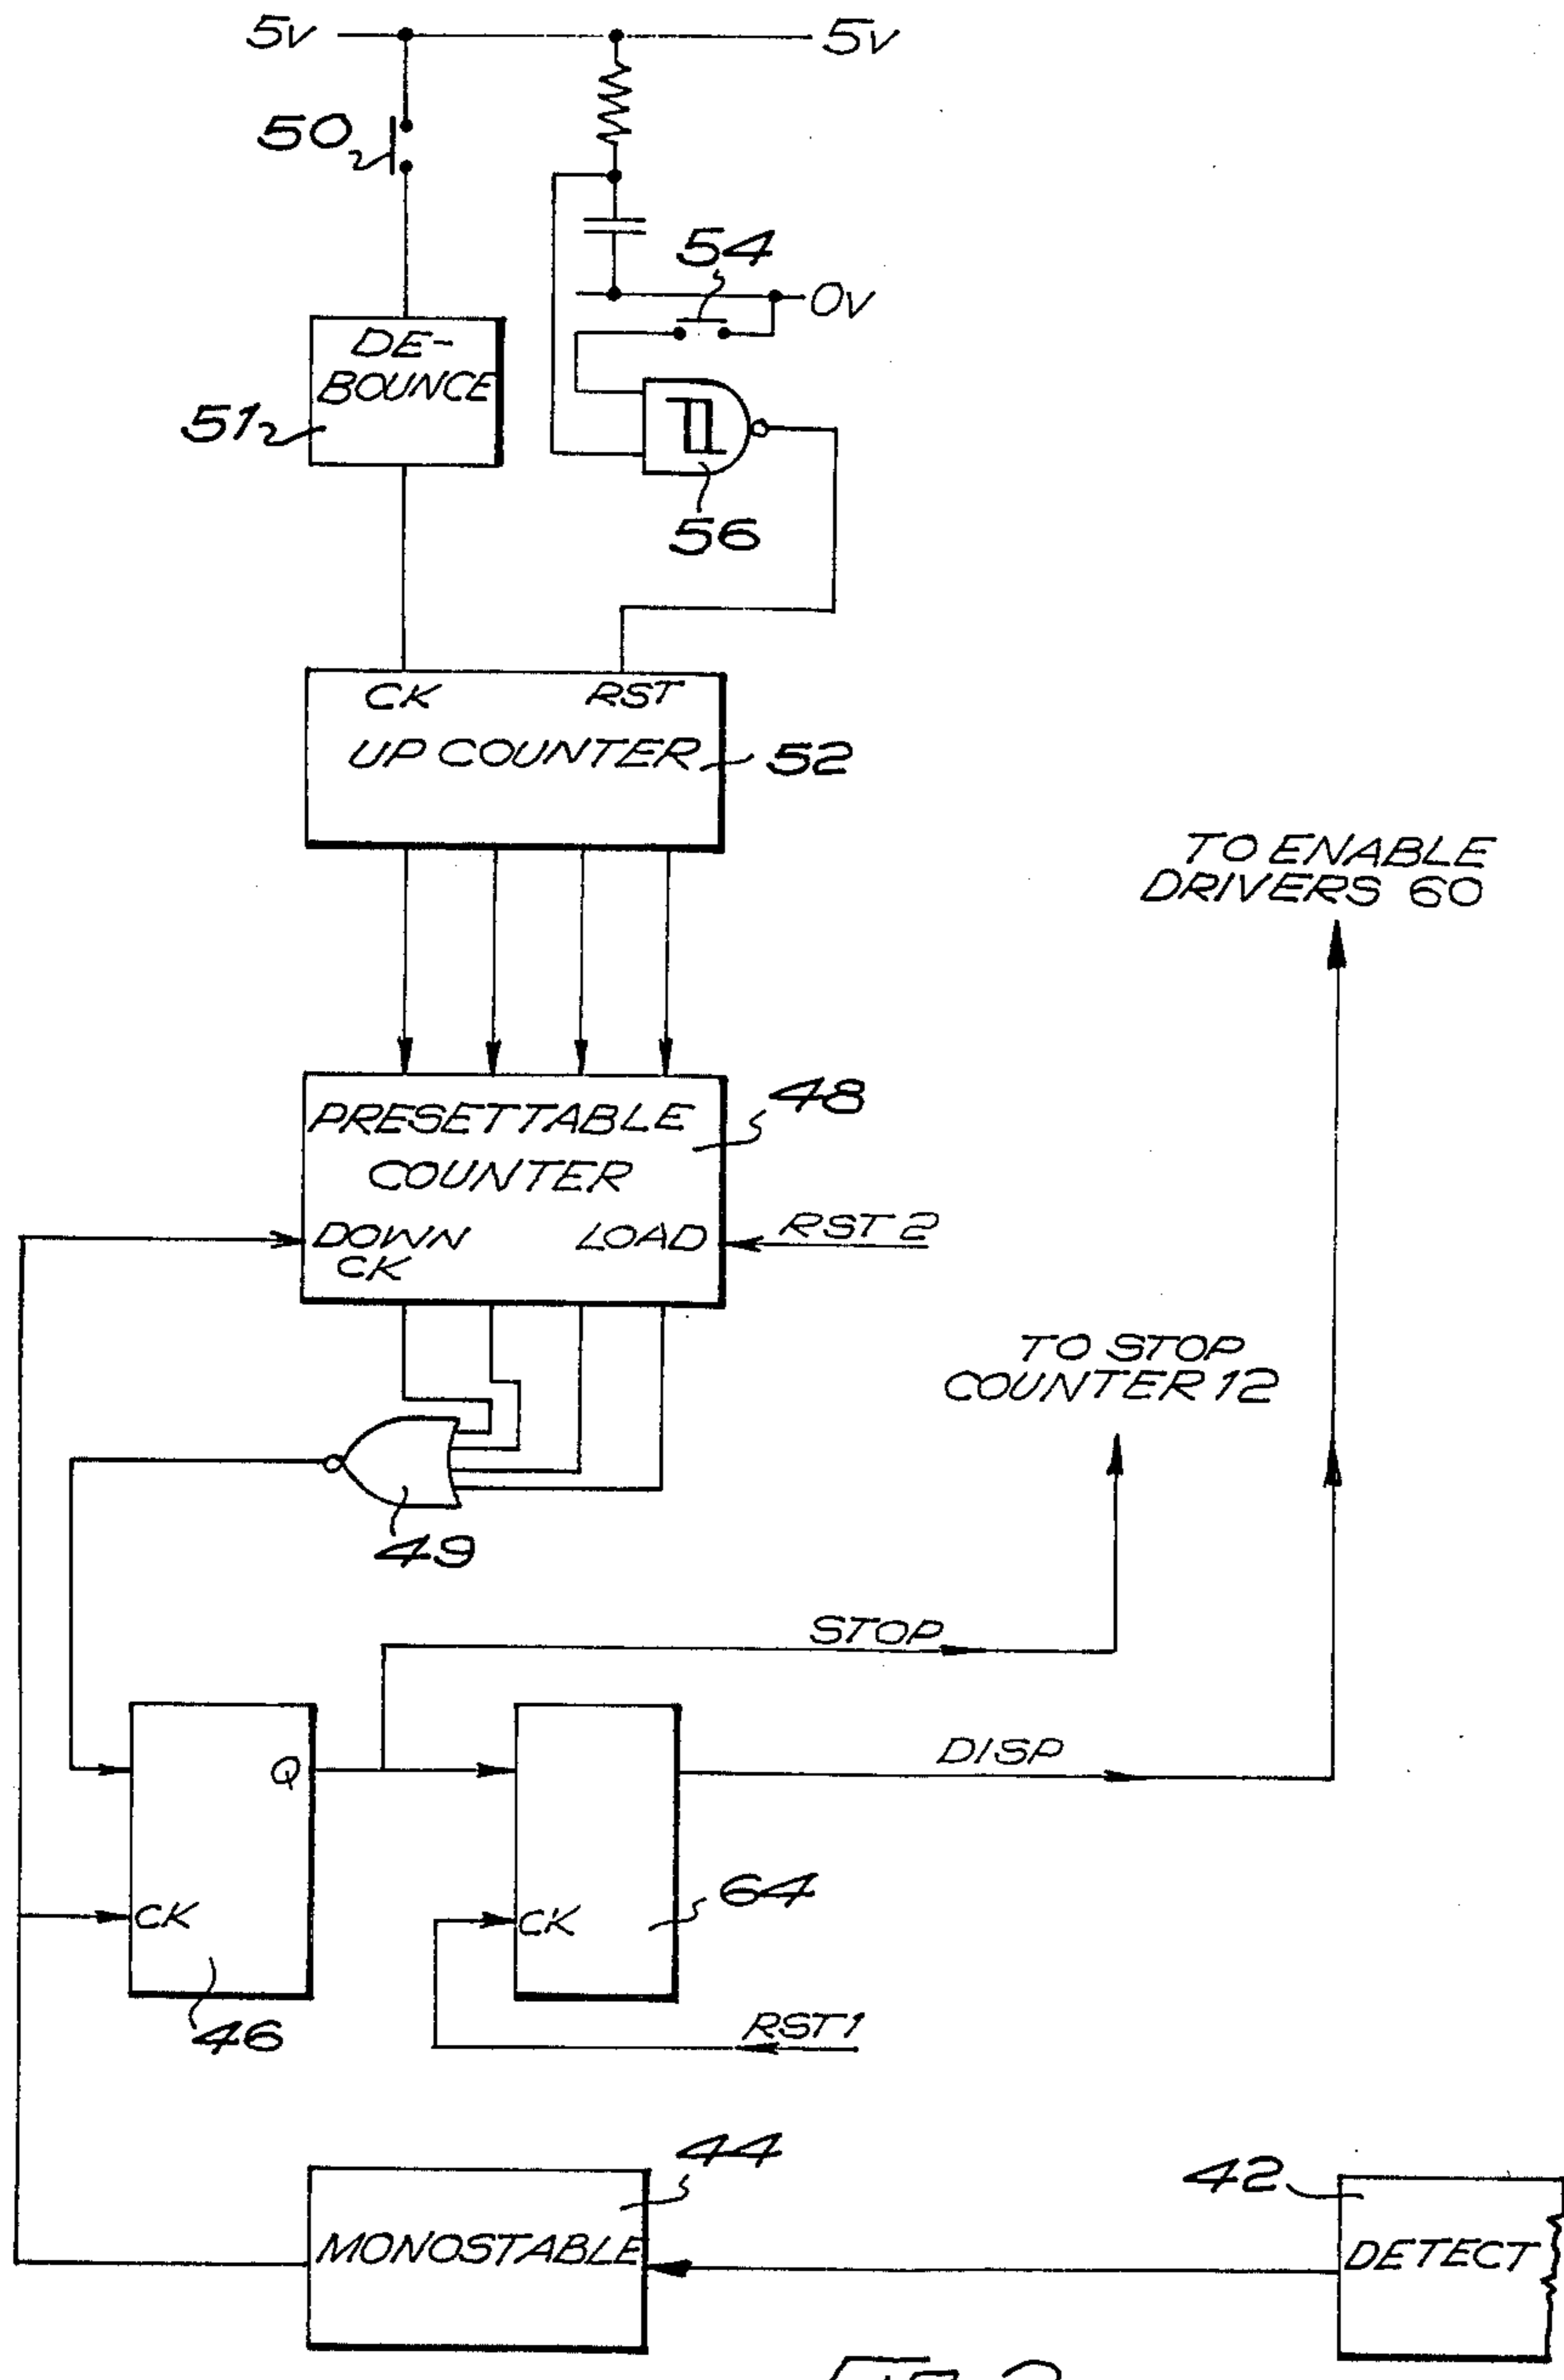 5V
5V
50
54
0V
DE-
BOUNCE
51
56
CK RST
UP COUNTER
52
TO ENABLE
DRIVERS 60
48
PRESETTABLE
COUNTER
DOWN LOAD
CK
RST 2
TO STOP
COUNTER 12
49
STOP
Q
DISP
64
CK
CK
46
RST 1
44
42
MONOSTABLE
DETECT